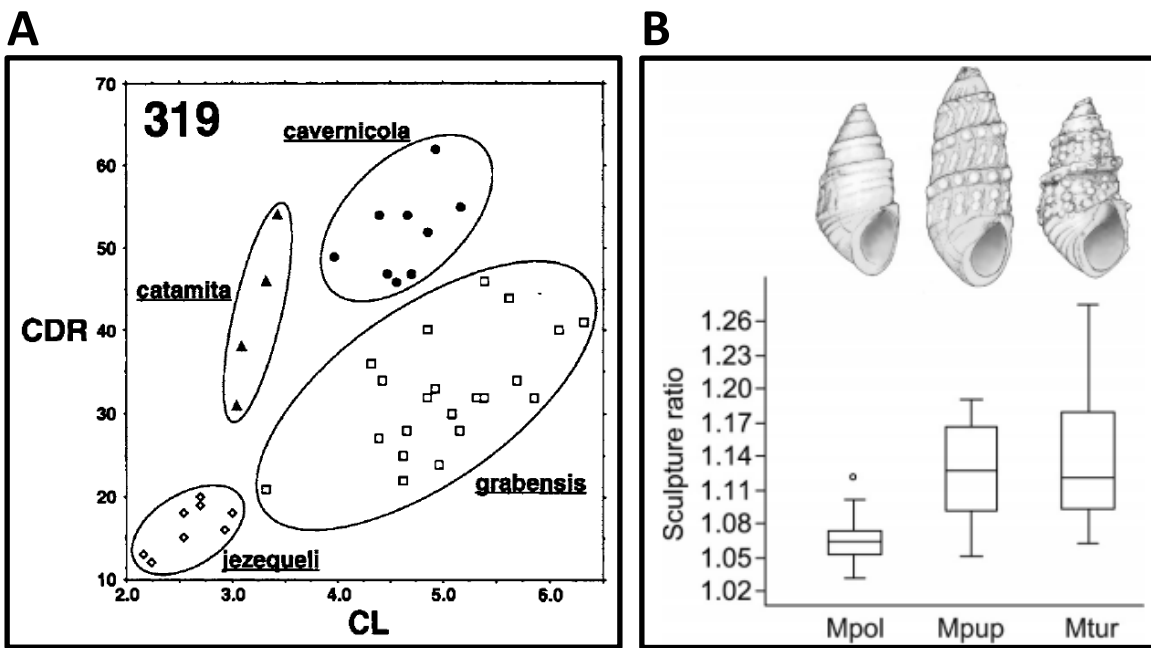 A
B
319
70
60
50
40
30
20
10
CDR
cavernicola
catamita
grabensis
jezequeli
2.0 3.0 4.0 5.0 6.0
CL
Sculpture ratio
1.26
1.23
1.20
1.17
1.14
1.11
1.08
1.05
1.02
Mpol Mpup Mtur